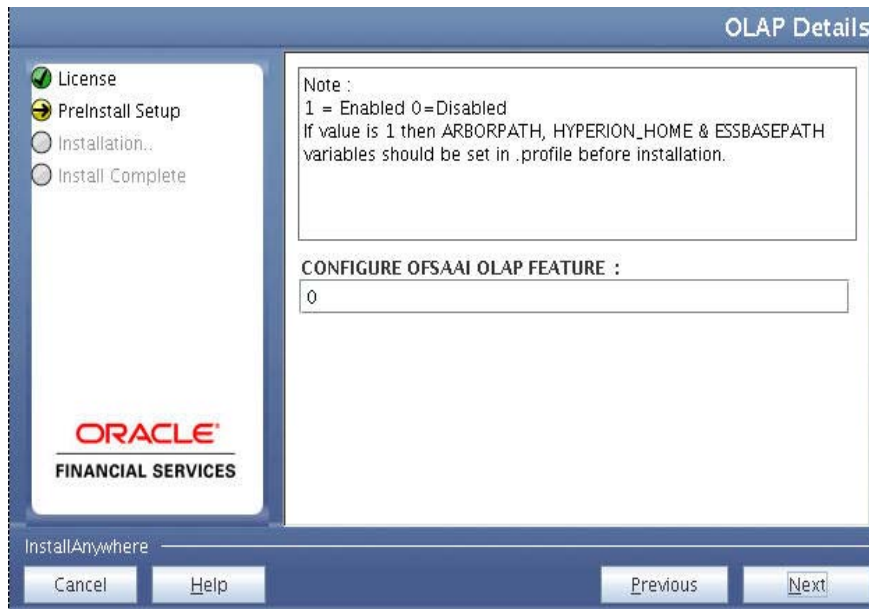 OLAP Details
License
PreInstall Setup
Installation..
Install Complete
Note :
1 = Enabled 0=Disabled
If value is 1 then ARBORPATH, HYPERION_HOME & ESSBASEPATH
variables should be set in .profile before installation.
CONFIGURE OFSAAI OLAP FEATURE :
0
ORACLE
FINANCIAL SERVICES
InstallAnywhere
Cancel
Help
Previous
Next